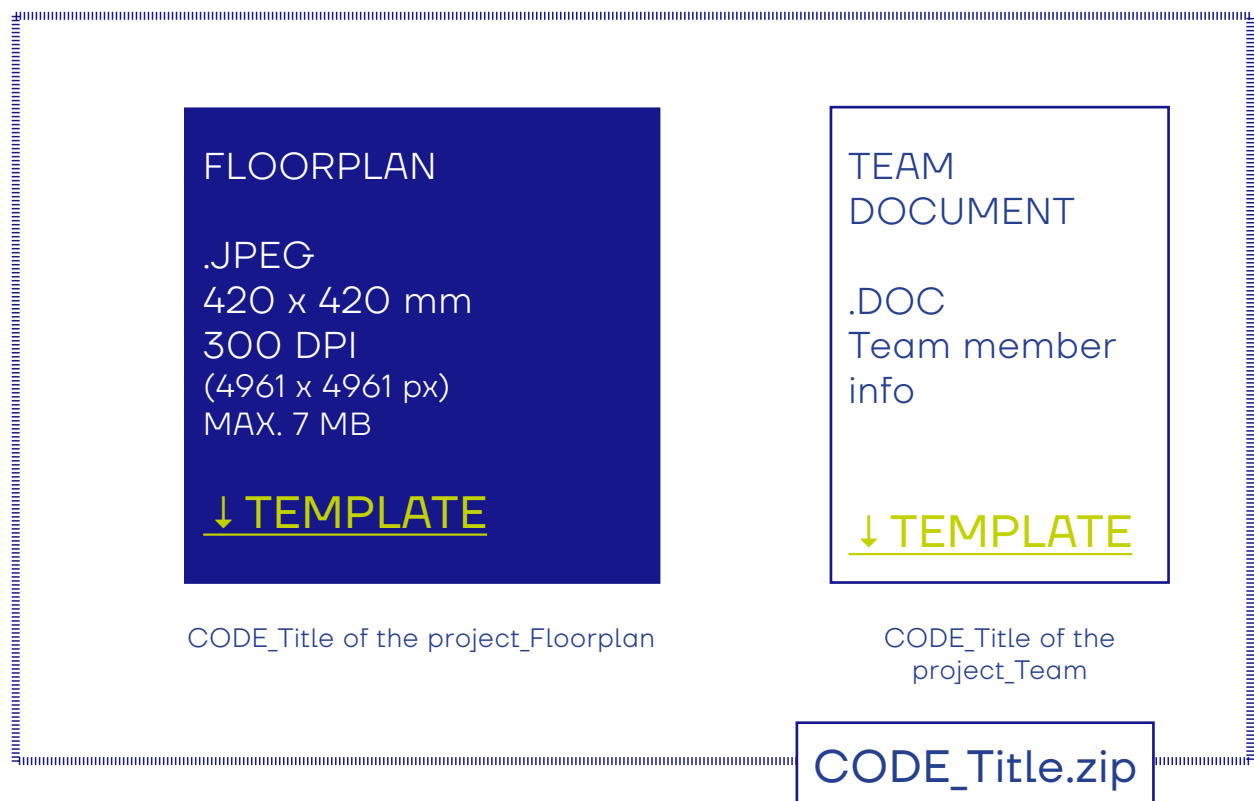 FLOORPLAN
.JPEG
420 x 420 mm
300 DPI
(4961 x 4961 px)
MAX. 7 MB
↓ TEMPLATE
CODE_Title of the project_Floorplan
TEAM
DOCUMENT
.DOC
Team member
info
↓ TEMPLATE
CODE_Title of the
project_Team
CODE_Title.zip